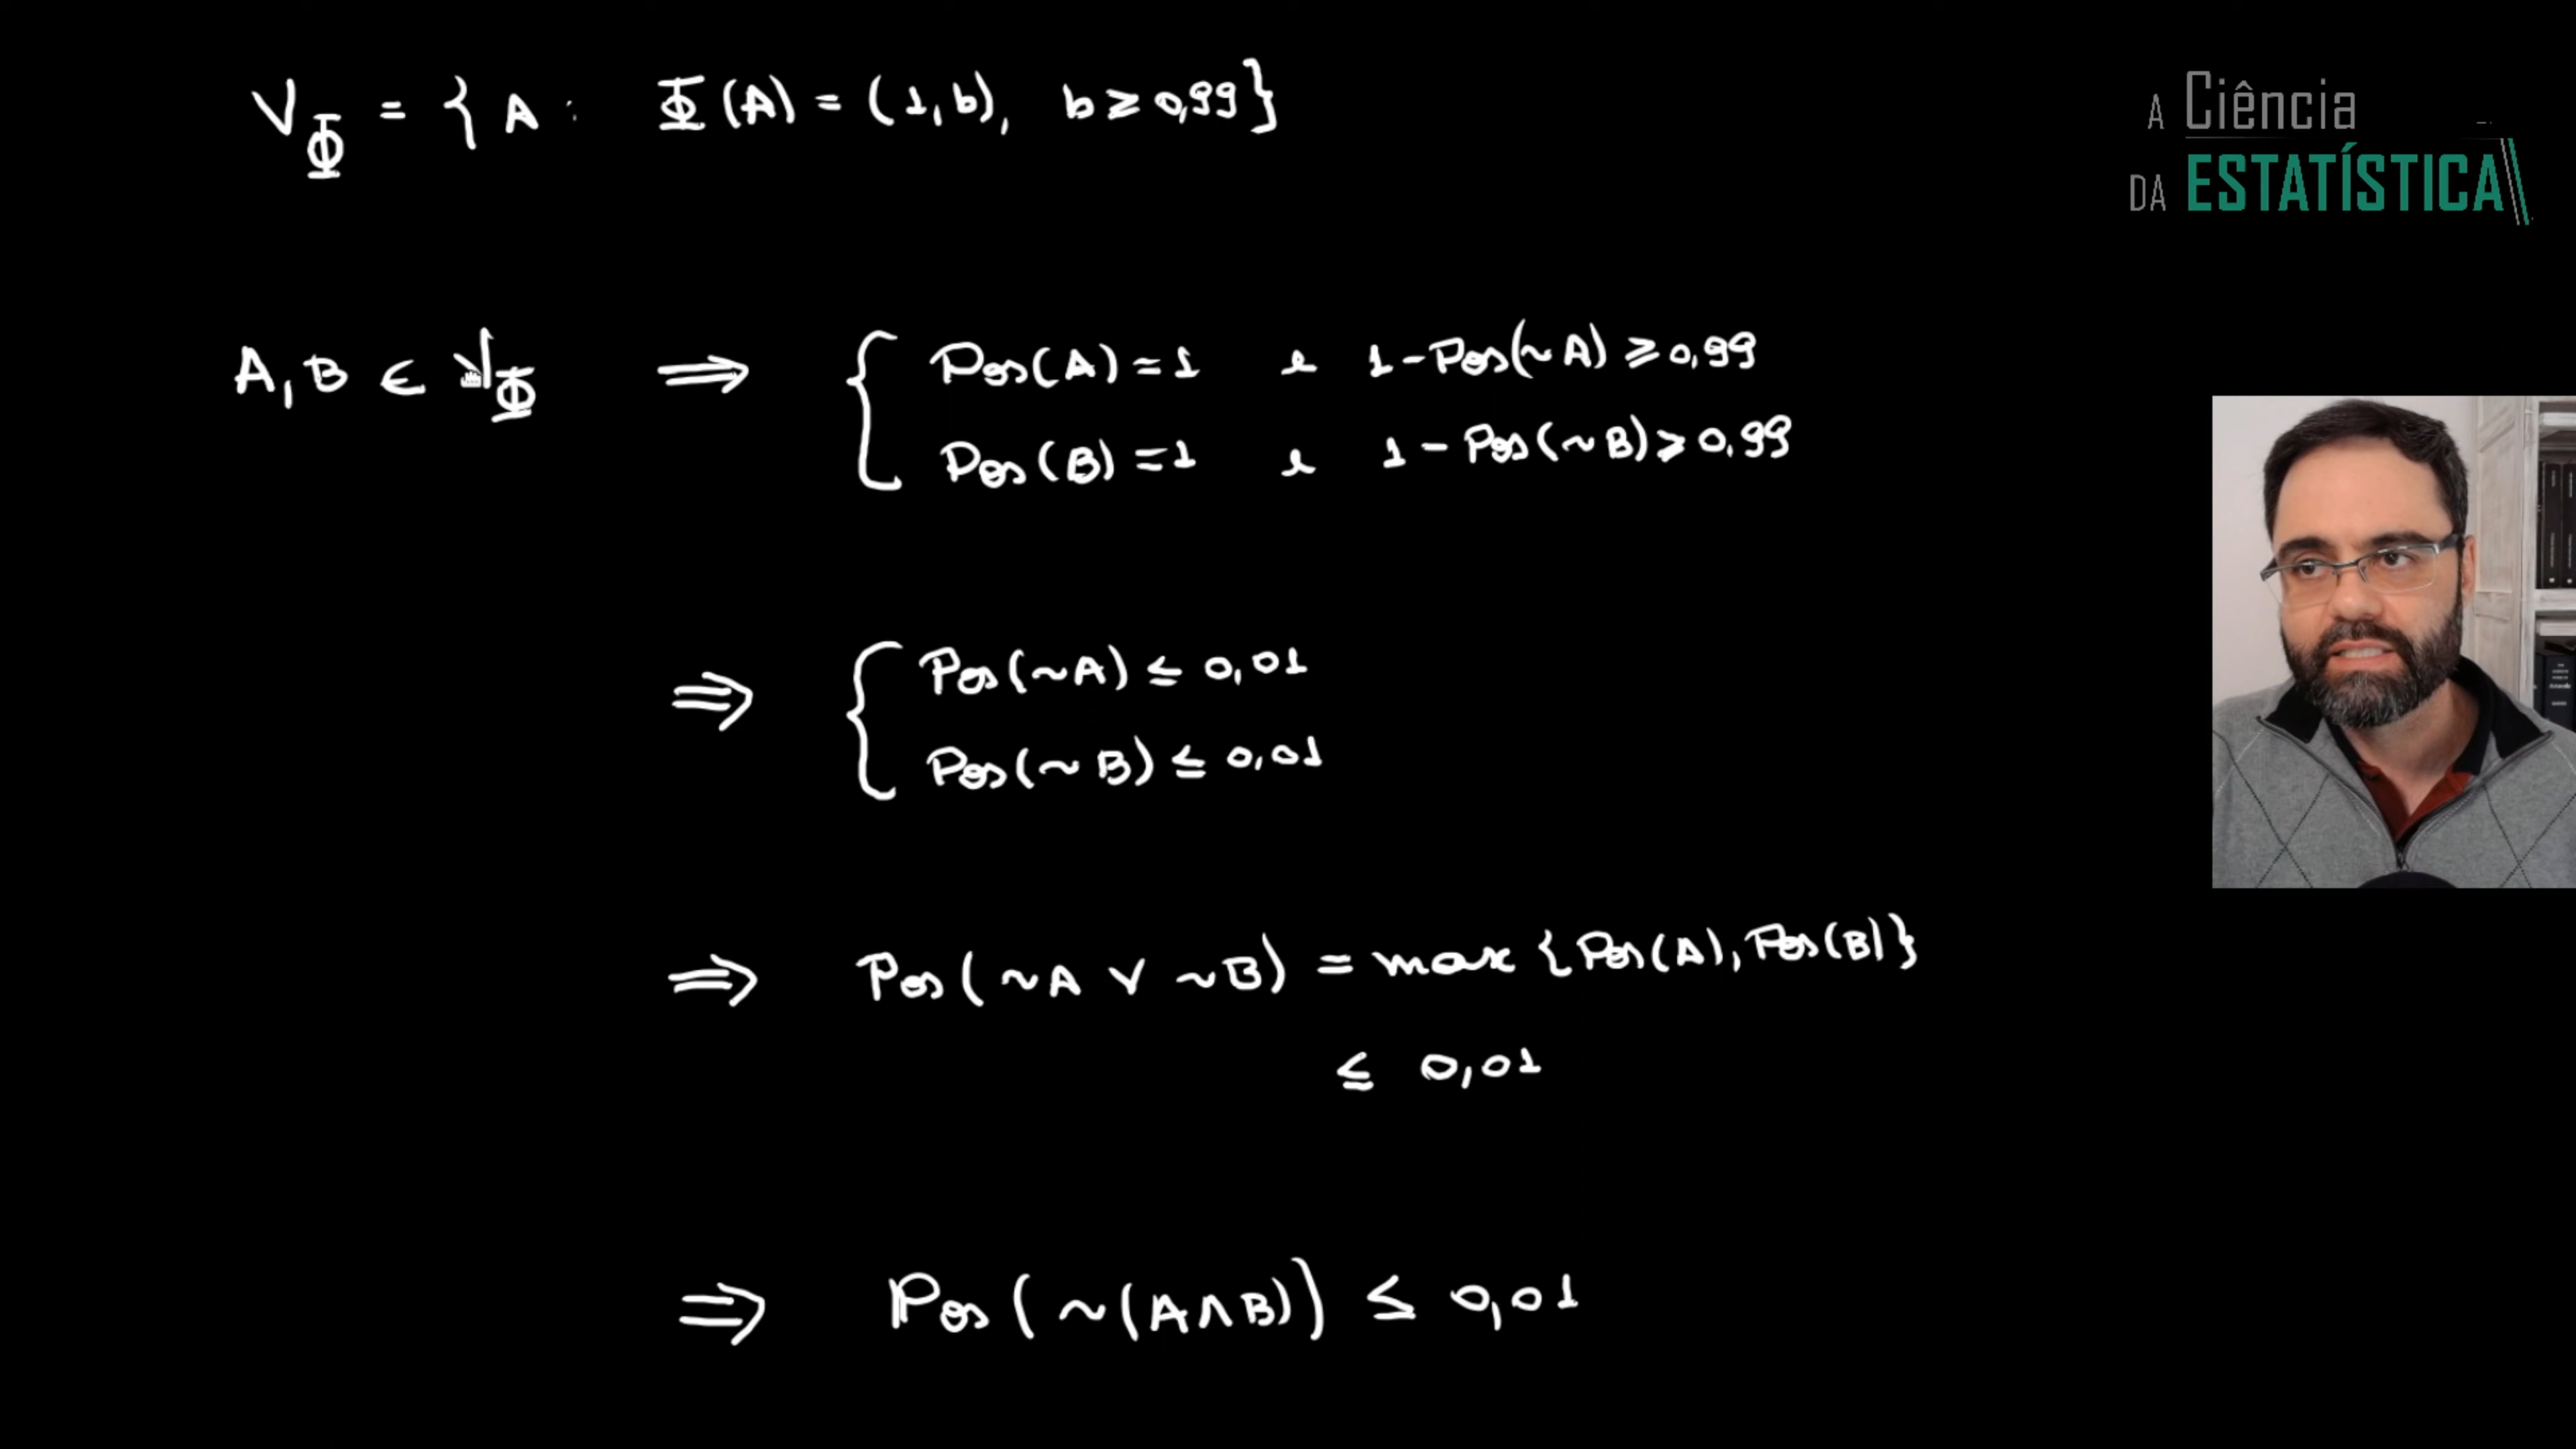 V_Φ = { A : Φ(A) = (1, b), b ≥ 0,99 }
A Ciência
DA ESTATÍSTICA
A, B ∈ V_Φ ⟹ { Pos(A) = 1 e 1 - Pos(~A) ≥ 0,99
Pos(B) = 1 e 1 - Pos(~B) ≥ 0,99
⟹ { Pos(~A) ≤ 0,01
Pos(~B) ≤ 0,01
⟹ Pos(~A ∨ ~B) = max {Pos(A), Pos(B)}
≤ 0,01
⟹ Pos(~(A∧B)) ≤ 0,01